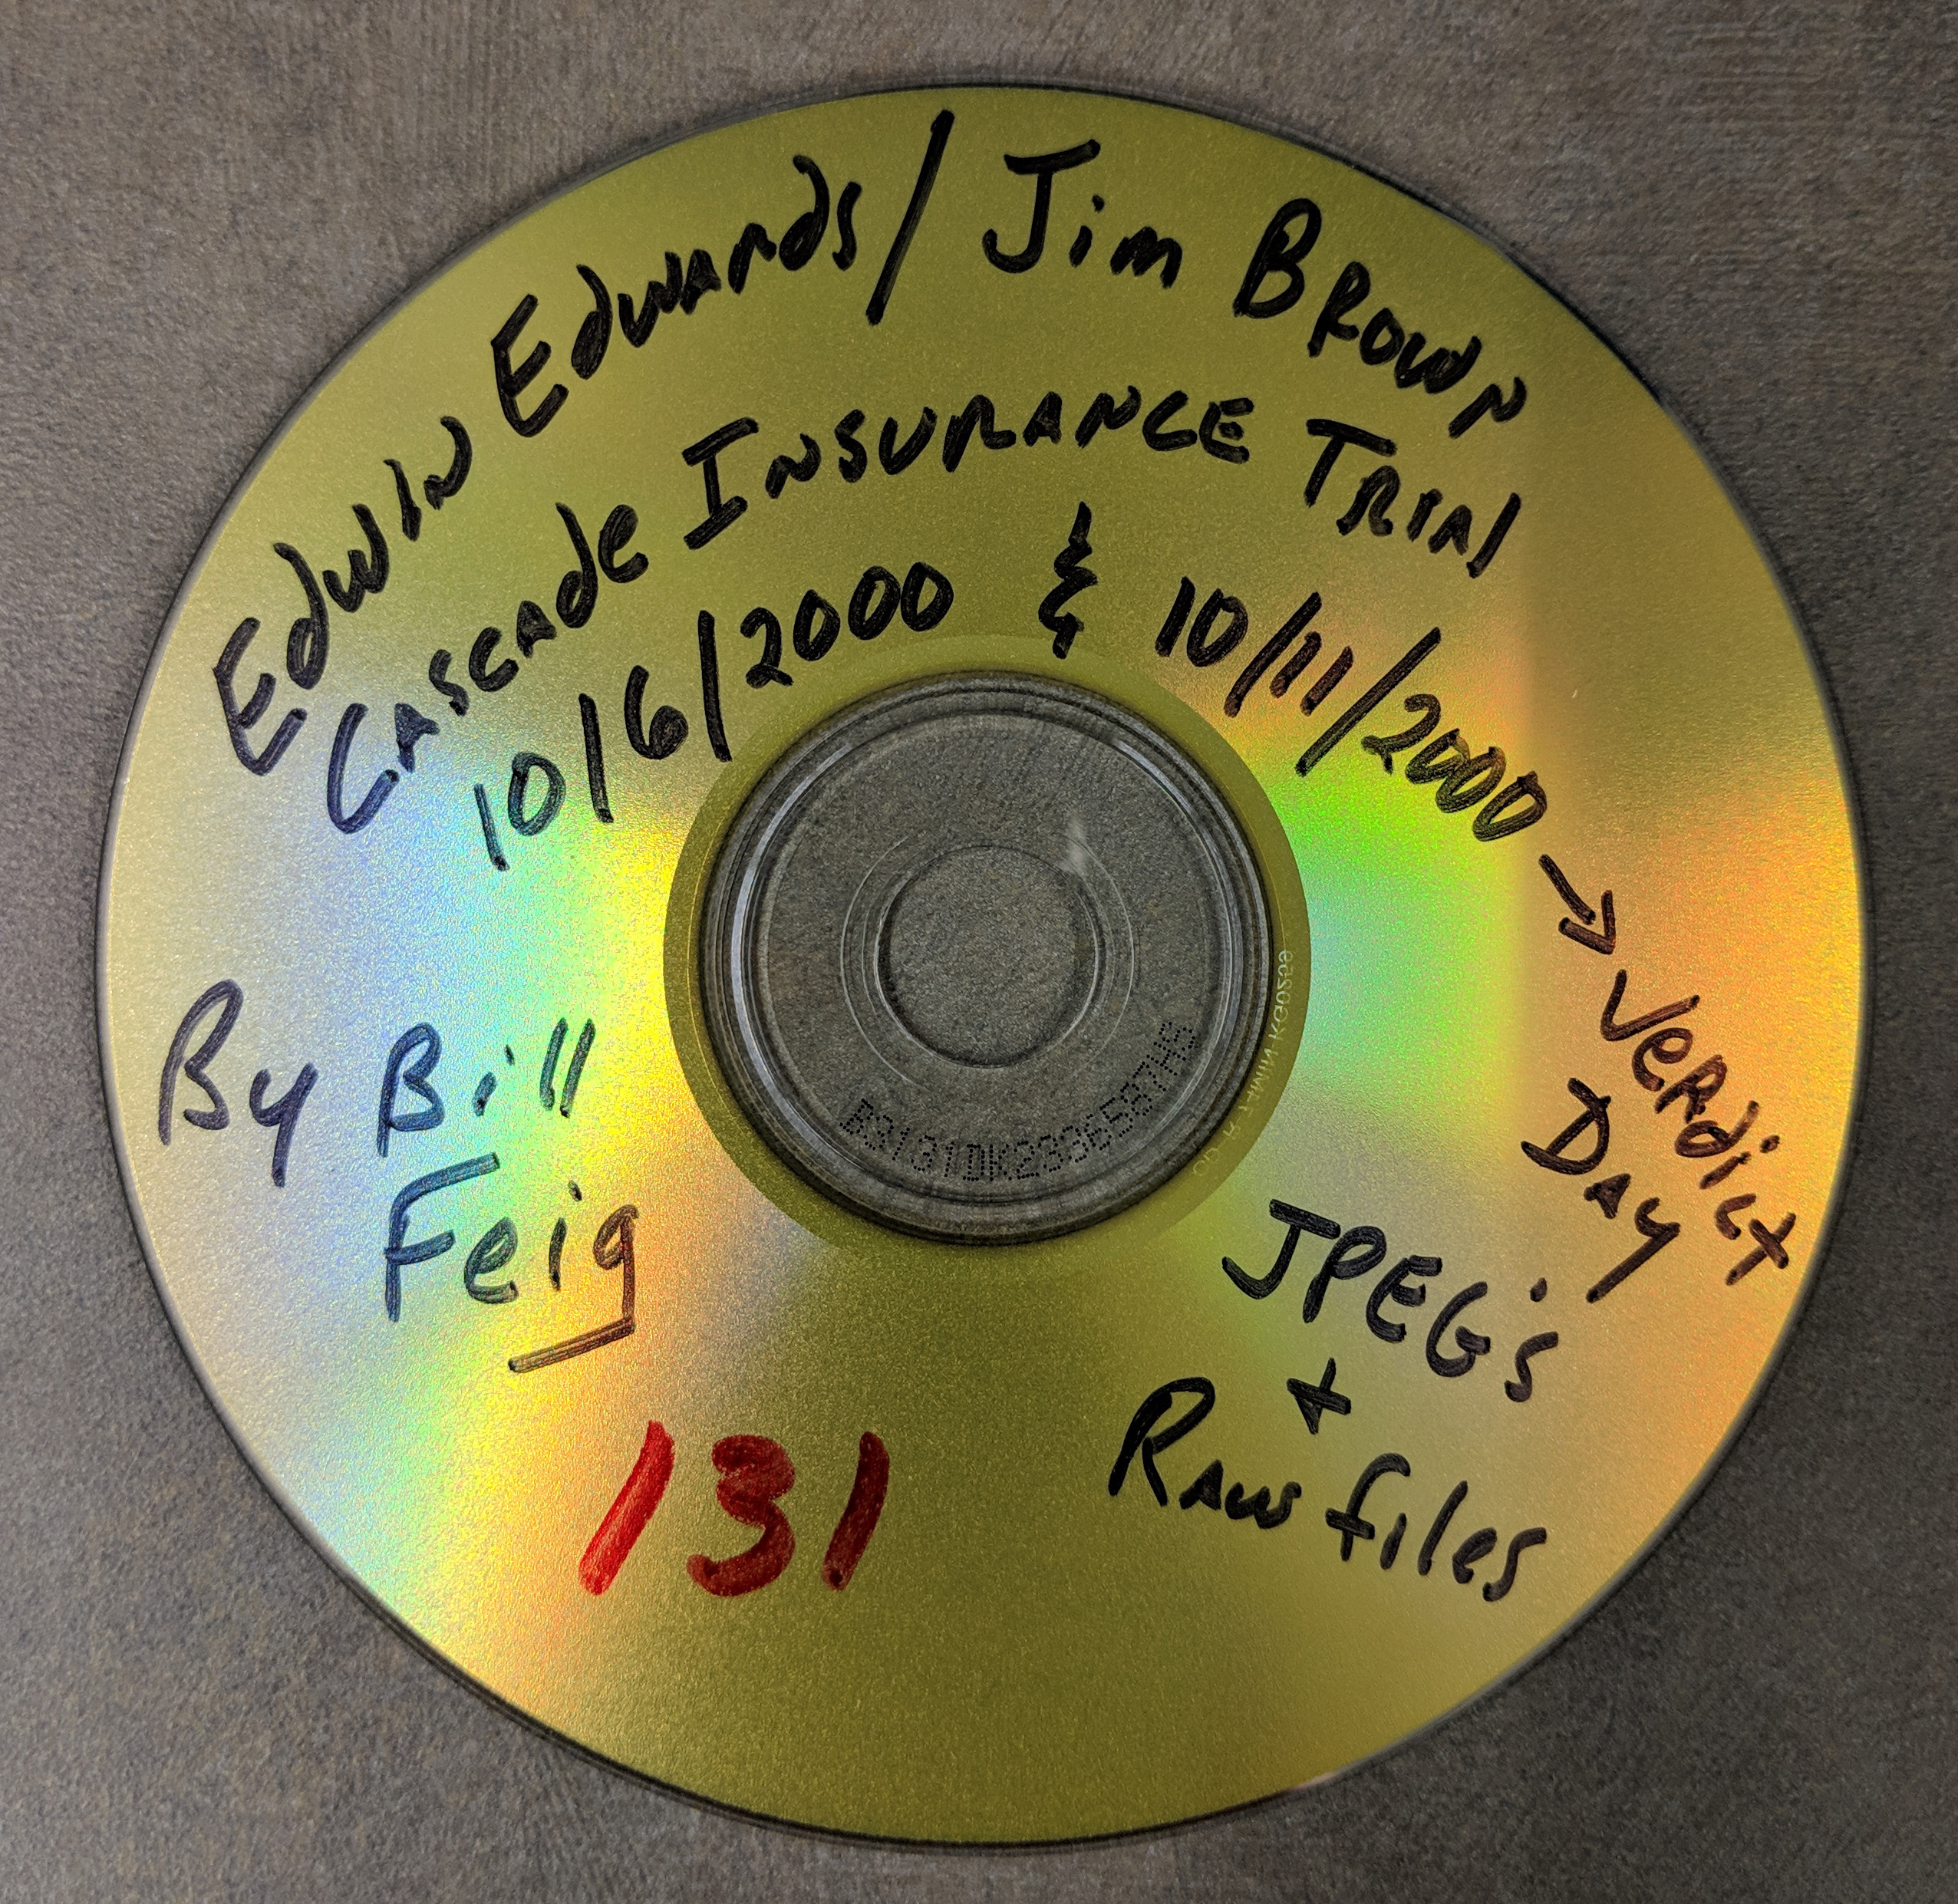 Edwin Edwards / Jim Brown
Cascade Insurance Trial
10/6/2000 & 10/11/2000 → Verdict
Day
By Bill
Feig
JPEG's
+
Raw files
131